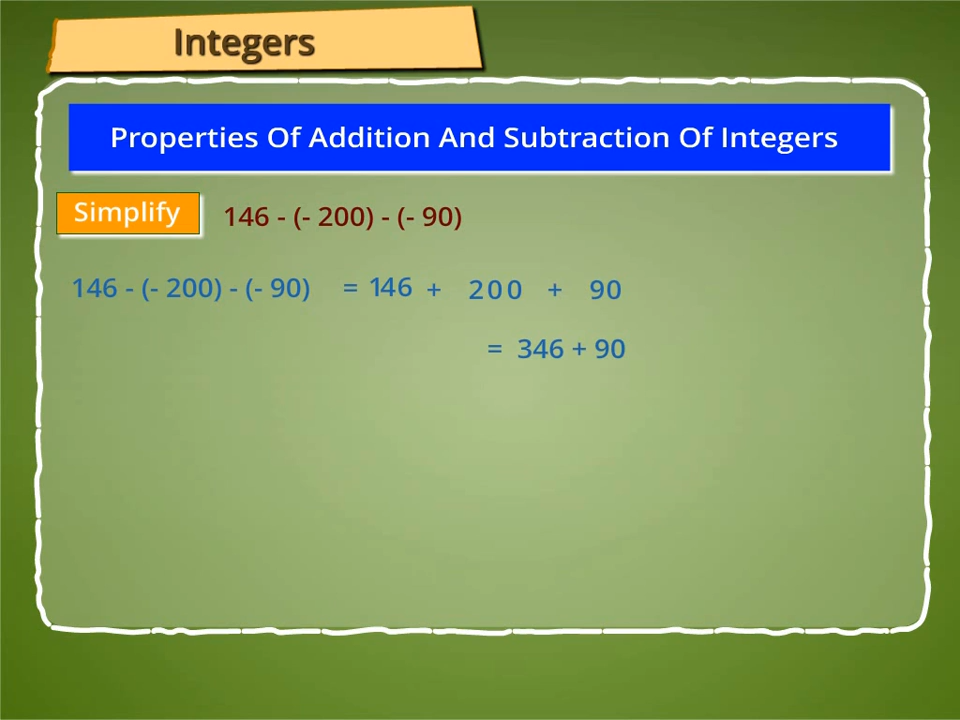 Integers
Properties Of Addition And Subtraction Of Integers
Simplify 146 - (- 200) - (- 90)
146 - (- 200) - (- 90) = 146 + 200 + 90
= 346 + 90